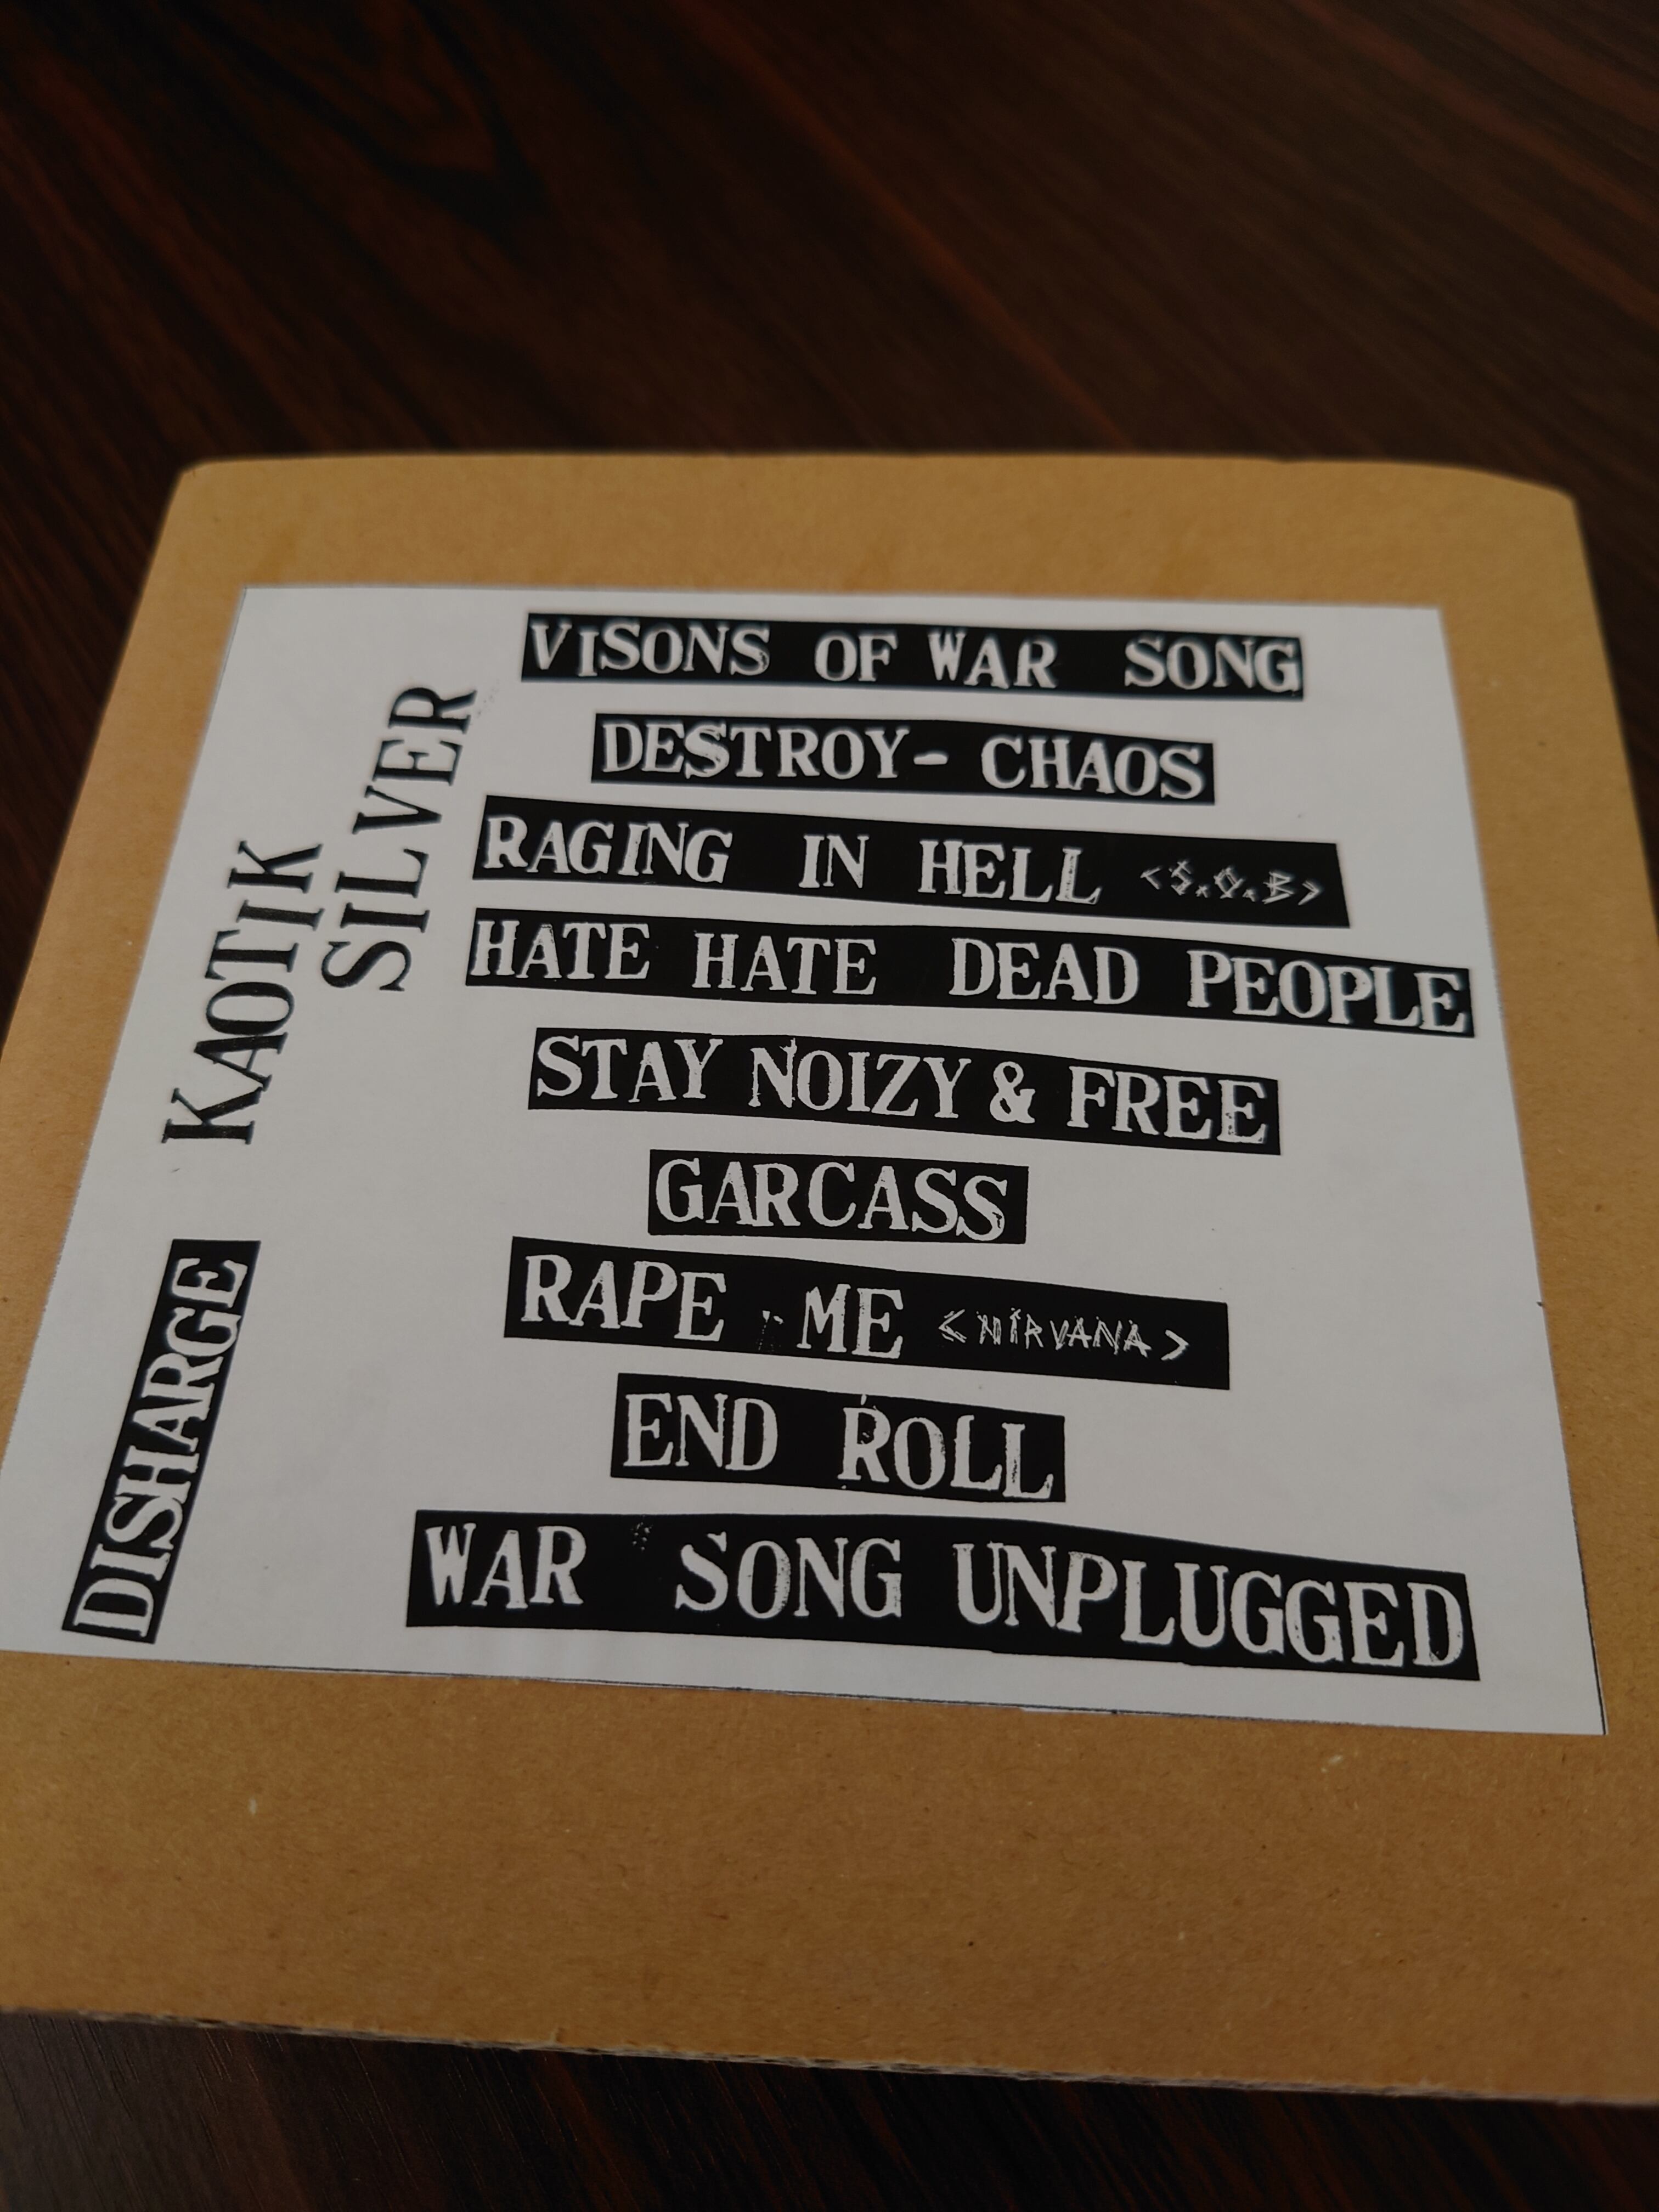 VISONS OF WAR SONG
DESTROY- CHAOS
RAGING IN HELL <S.O.B>
HATE HATE DEAD PEOPLE
STAY NOIZY & FREE
GARCASS
RAPE ME <NIRVANA>
END ROLL
WAR SONG UNPLUGGED
KAOTIK
SILVER
DISHARGE